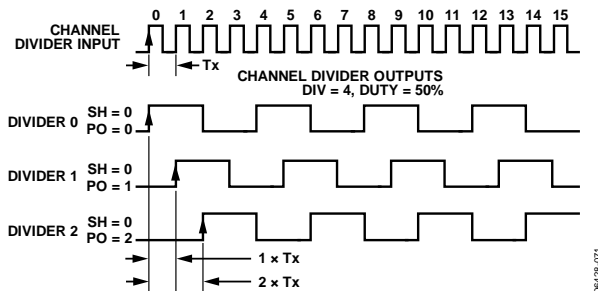 0 1 2 3 4 5 6 7 8 9 10 11 12 13 14 15
CHANNEL
DIVIDER INPUT
Tx
CHANNEL DIVIDER OUTPUTS
DIV = 4, DUTY = 50%
DIVIDER 0
SH = 0
PO = 0
DIVIDER 1
SH = 0
PO = 1
DIVIDER 2
SH = 0
PO = 2
1 × Tx
2 × Tx
06428-071